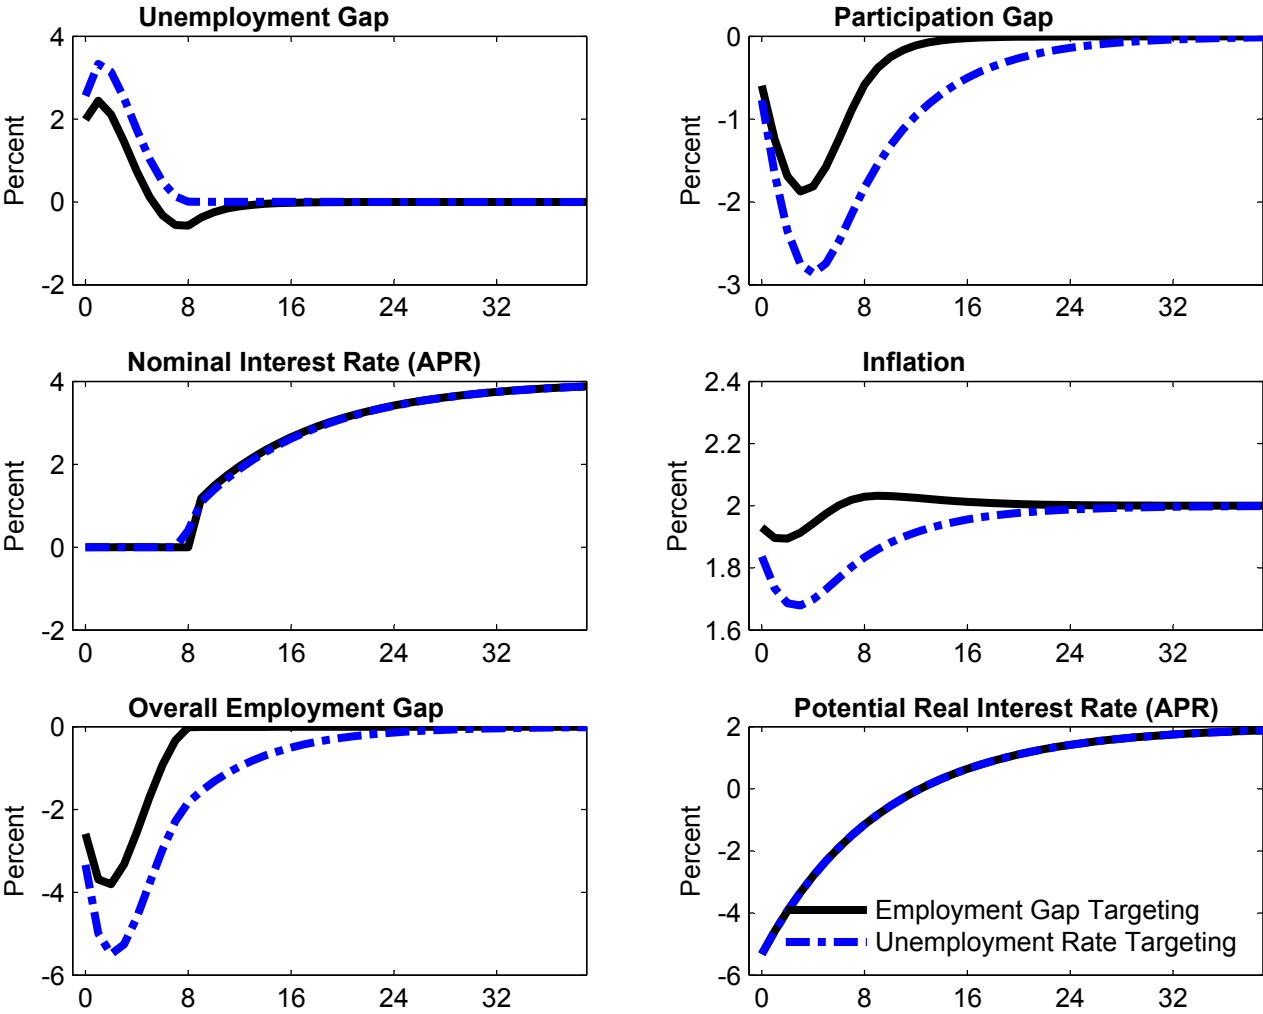 Unemployment Gap
Percent
4
2
0
-2
0 8 16 24 32
Participation Gap
Percent
0
-1
-2
-3
0 8 16 24 32
Nominal Interest Rate (APR)
Percent
4
2
0
-2
0 8 16 24 32
Inflation
Percent
2.4
2.2
2
1.8
1.6
0 8 16 24 32
Overall Employment Gap
Percent
0
-2
-4
-6
0 8 16 24 32
Potential Real Interest Rate (APR)
Percent
2
0
-2
-4
-6
Employment Gap Targeting
Unemployment Rate Targeting
0 8 16 24 32